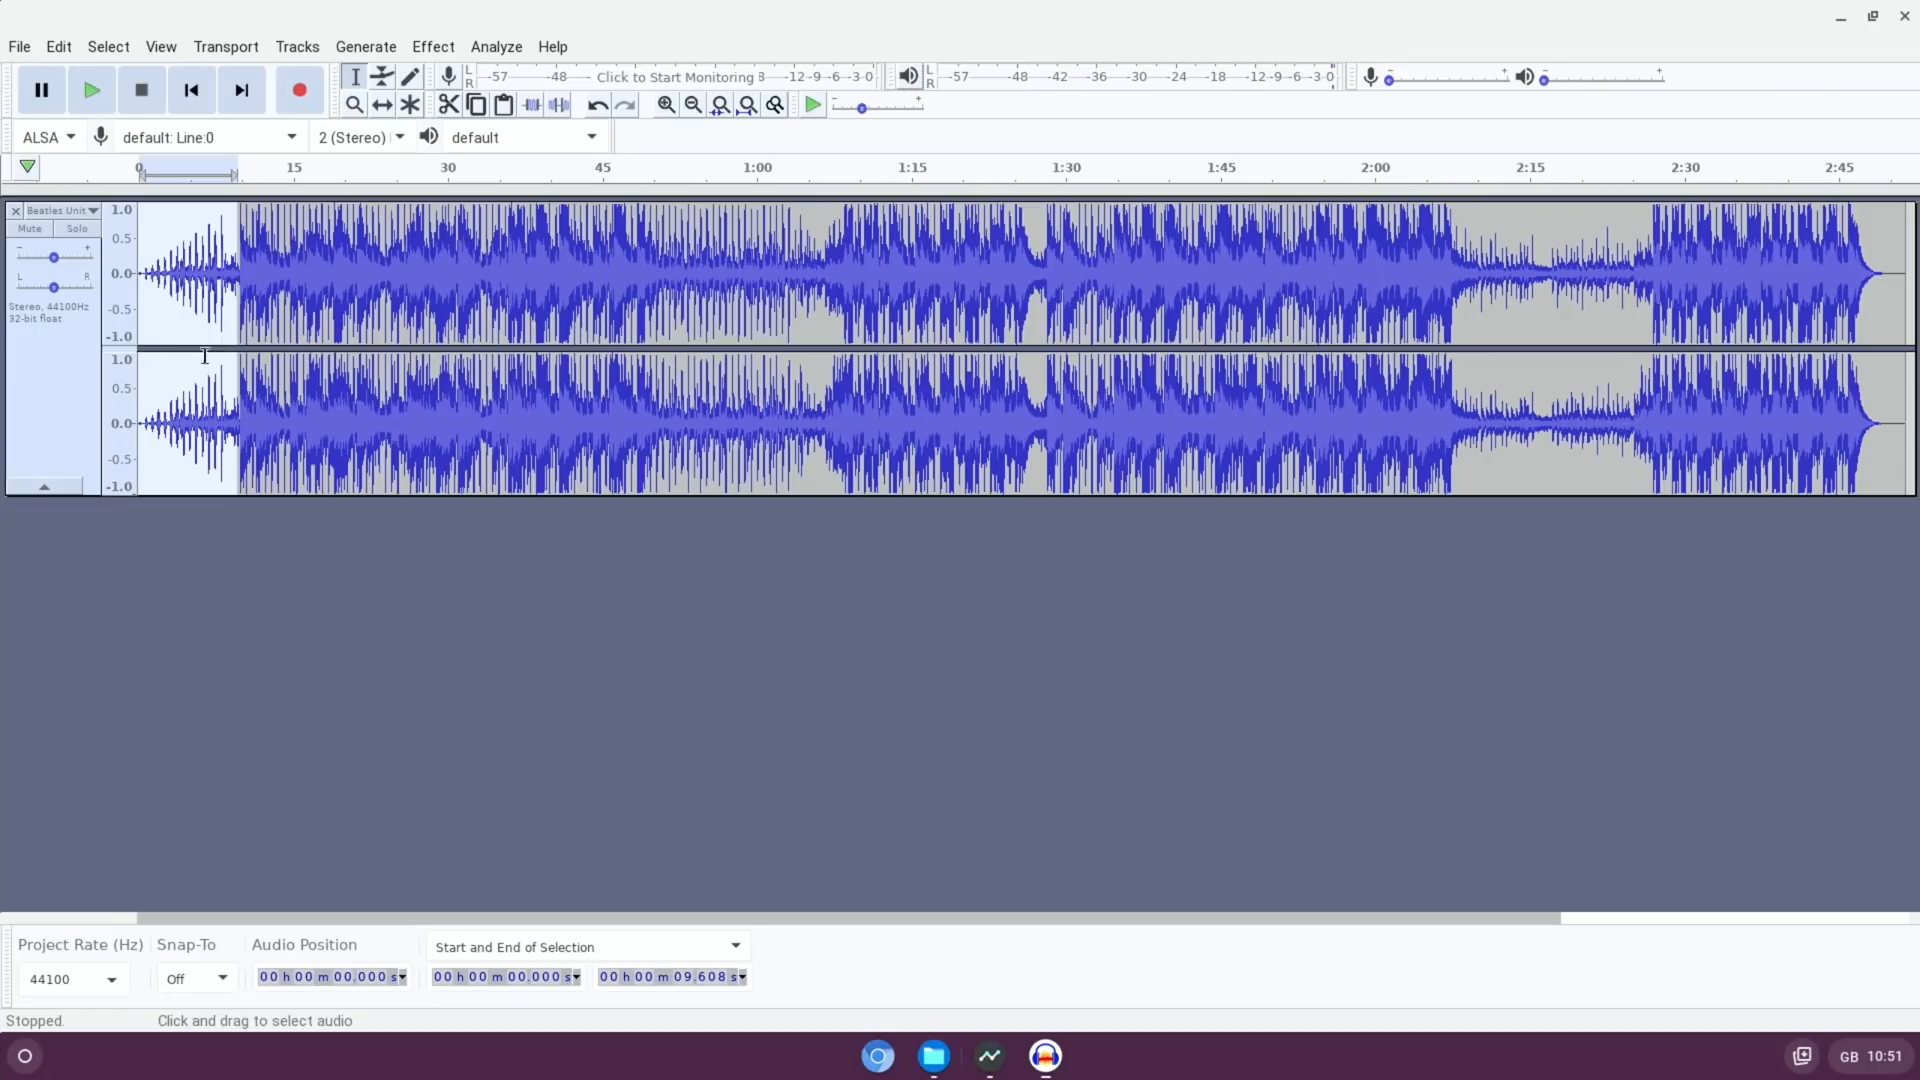 File Edit Select View Transport Tracks Generate Effect Analyze Help
L R -57 -48 - Click to Start Monitoring 8 -12 -9 -6 -3 0 L R -57 -48 -42 -36 -30 -24 -18 -12 -9 -6 -3 0 - + - +
- +
ALSA default: Line:0 2 (Stereo) default
0 15 30 45 1:00 1:15 1:30 1:45 2:00 2:15 2:30 2:45
Beatles Unit
Mute Solo
- +
L R
Stereo, 44100Hz
32-bit float
1.0
0.5
0.0
-0.5
-1.0
1.0
0.5
0.0
-0.5
-1.0
Project Rate (Hz) Snap-To Audio Position Start and End of Selection
44100 Off 00 h 00 m 00.000 s 00 h 00 m 00.000 s 00 h 00 m 09.608 s
Stopped. Click and drag to select audio
GB 10:51